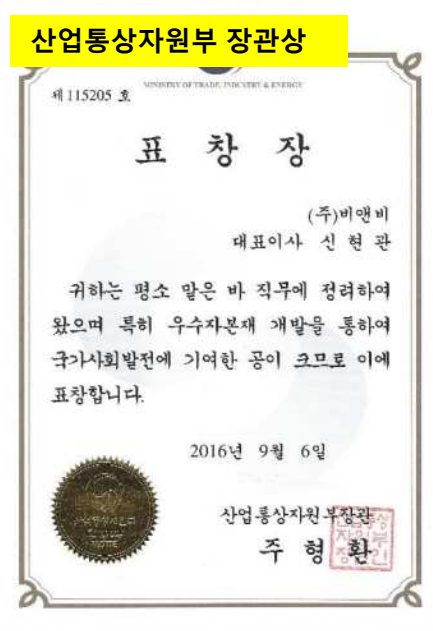 산업통상자원부 장관상
MINISTRY OF TRADE, INDUSTRY & ENERGY
제 115205 호
표 창 장
(주)비앤비
대표이사 신 현 관
귀하는 평소 맡은 바 직무에 정려하여
왔으며 특히 우수자본재 개발을 통하여
국가사회발전에 기여한 공이 크므로 이에
표창합니다.
2016년 9월 6일
산업통상자원부장관
주 형 환